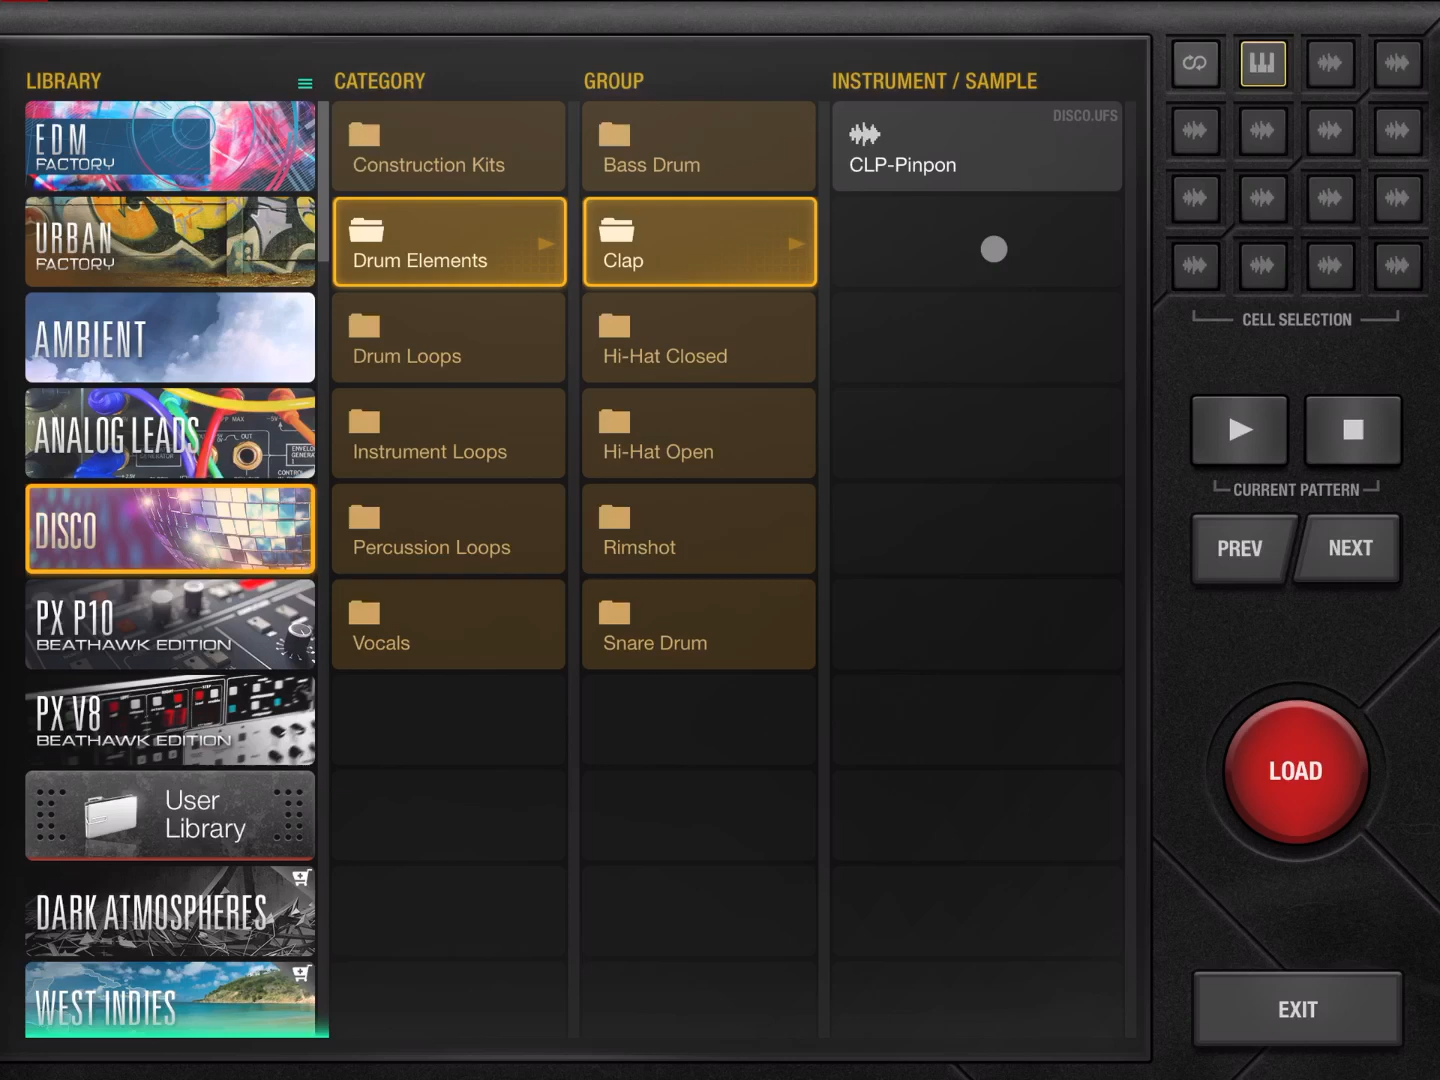 LIBRARY
CATEGORY
GROUP
INSTRUMENT / SAMPLE
EDM
FACTORY
URBAN
FACTORY
AMBIENT
ANALOG LEADS
DISCO
PX P10
BEATHAWK EDITION
PX V8
BEATHAWK EDITION
User
Library
DARK ATMOSPHERES
WEST INDIES
Construction Kits
Drum Elements
Drum Loops
Instrument Loops
Percussion Loops
Vocals
Bass Drum
Clap
Hi-Hat Closed
Hi-Hat Open
Rimshot
Snare Drum
DISCO.UFS
CLP-Pinpon
CELL SELECTION
CURRENT PATTERN
PREV
NEXT
LOAD
EXIT